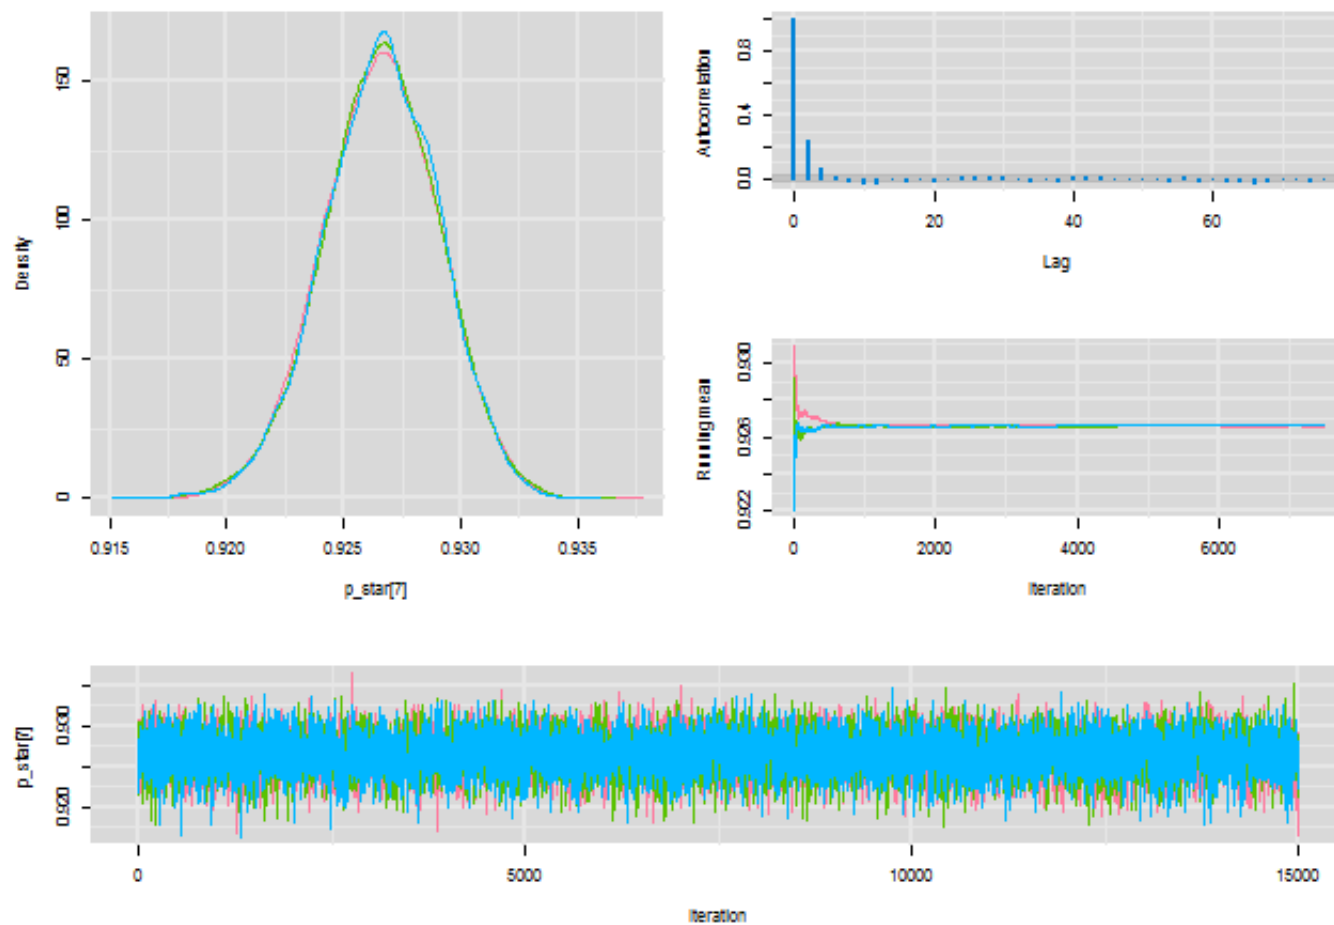 150
100
50
0
Density
0.915 0.920 0.925 0.930 0.935
p_star[7]
0.8
0.4
0.0
Autocorrelation
0 20 40 60
Lag
0.930
0.926
0.922
Running mean
0 2000 4000 6000
Iteration
0.930
0.920
p_star[7]
0 5000 10000 15000
Iteration